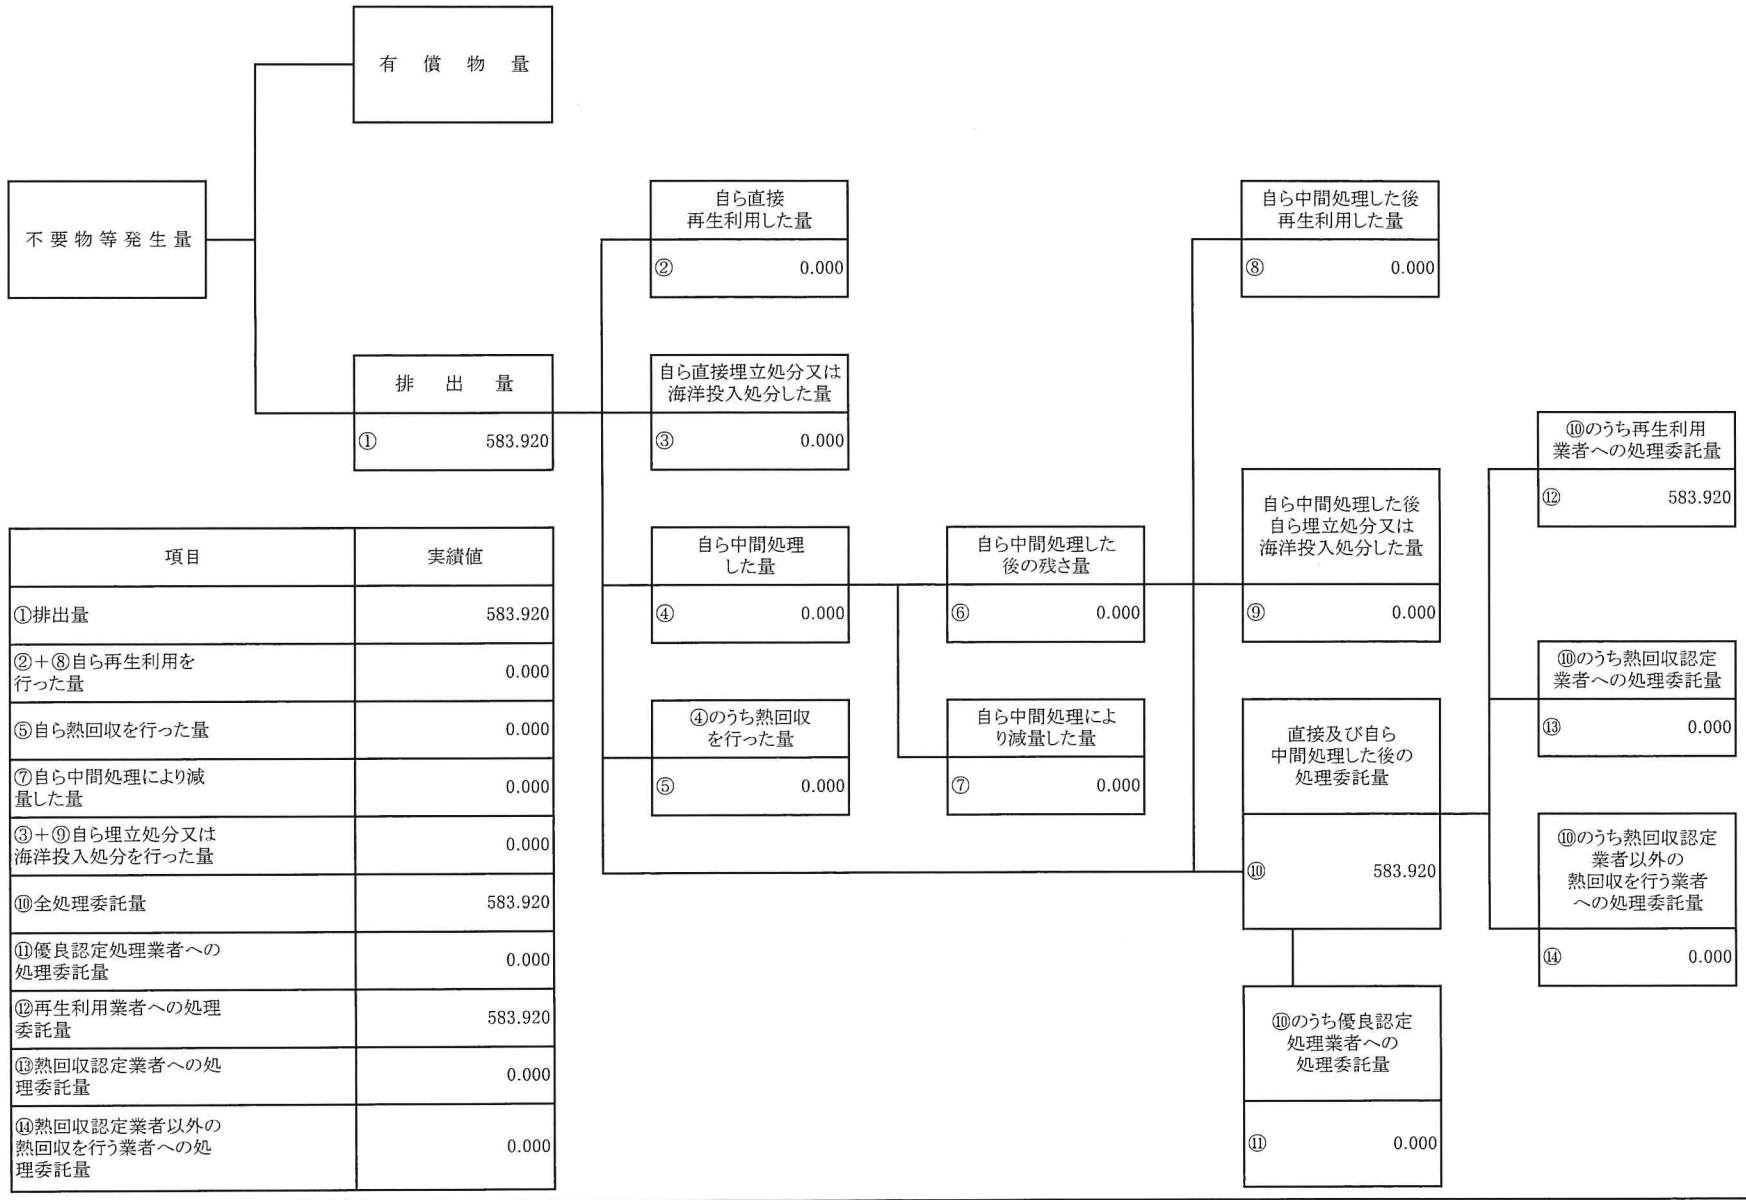 有償物量
不要物等発生量
自ら直接
再生利用した量
② 0.000
自ら中間処理した後
再生利用した量
⑧ 0.000
排出量
① 583.920
自ら直接埋立処分又は
海洋投入処分した量
③ 0.000
⑩のうち再生利用
業者への処理委託量
⑫ 583.920
自ら中間処理
した量
④ 0.000
自ら中間処理した
後の残さ量
⑥ 0.000
自ら中間処理した後
自ら埋立処分又は
海洋投入処分した量
⑨ 0.000
⑩のうち熱回収認定
業者への処理委託量
⑬ 0.000
④のうち熱回収
を行った量
⑤ 0.000
自ら中間処理によ
り減量した量
⑦ 0.000
直接及び自ら
中間処理した後の
処理委託量
⑩ 583.920
⑩のうち熱回収認定
業者以外の
熱回収を行う業者
への処理委託量
⑭ 0.000
⑩のうち優良認定
処理業者への
処理委託量
⑪ 0.000
項目 実績値
①排出量 583.920
②+⑧自ら再生利用を
行った量 0.000
⑤自ら熱回収を行った量 0.000
⑦自ら中間処理により減
量した量 0.000
③+⑨自ら埋立処分又は
海洋投入処分を行った量 0.000
⑩全処理委託量 583.920
⑪優良認定処理業者への
処理委託量 0.000
⑫再生利用業者への処理
委託量 583.920
⑬熱回収認定業者への処
理委託量 0.000
⑭熱回収認定業者以外の
熱回収を行う業者への処
理委託量 0.000